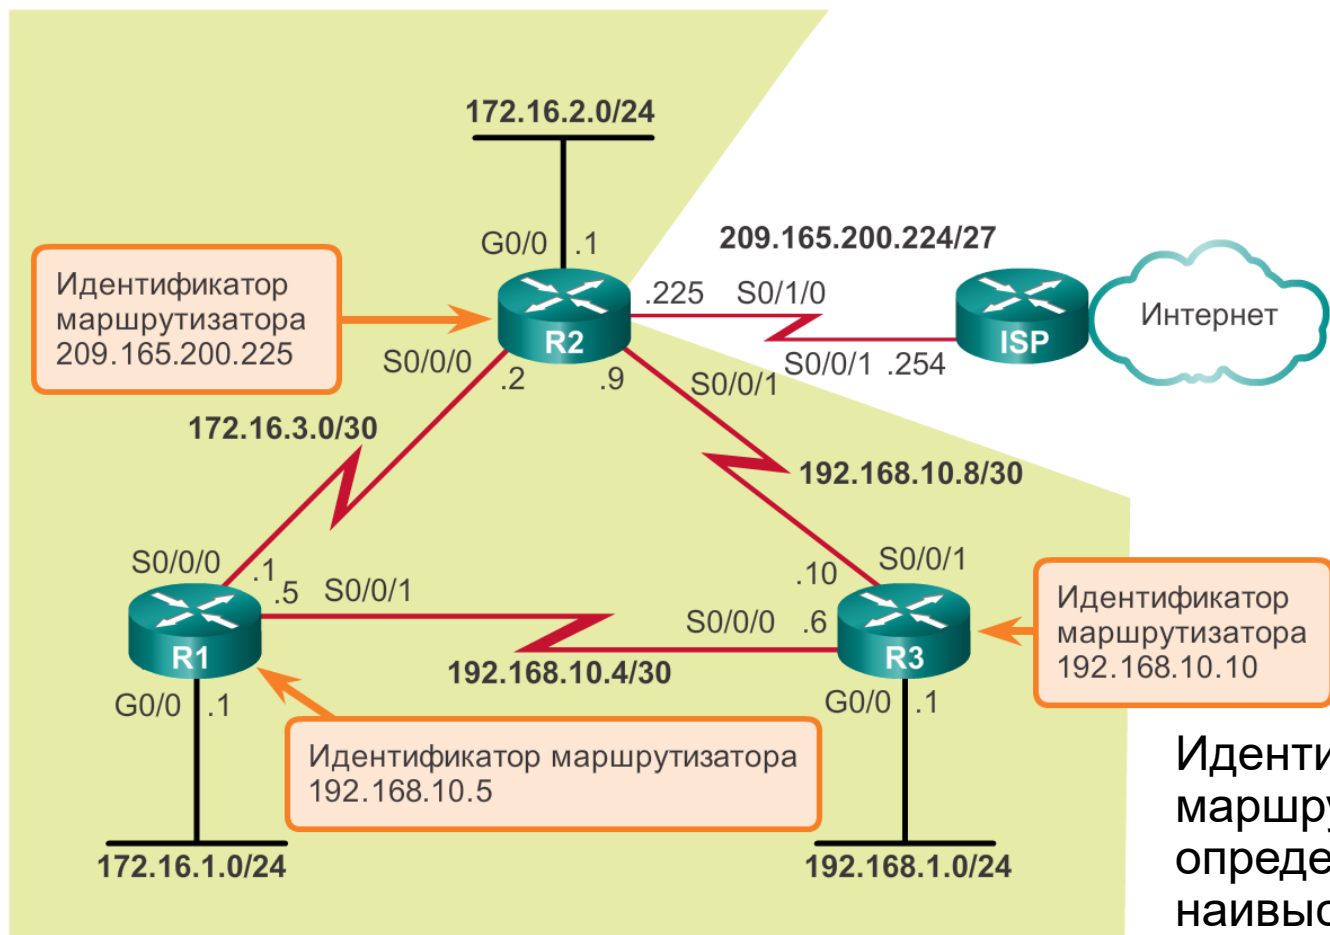 172.16.2.0/24
G0/0 .1
209.165.200.224/27
Идентификатор
маршрутизатора
209.165.200.225
.225 S0/1/0
R2
ISP
Интернет
S0/0/0
.2
.9
S0/0/1
S0/0/1 .254
172.16.3.0/30
192.168.10.8/30
S0/0/0
.1
.5 S0/0/1
S0/0/1
.10
S0/0/0 .6
Идентификатор
маршрутизатора
192.168.10.10
R1
R3
192.168.10.4/30
G0/0 .1
G0/0 .1
Идентификатор маршрутизатора
192.168.10.5
172.16.1.0/24
192.168.1.0/24